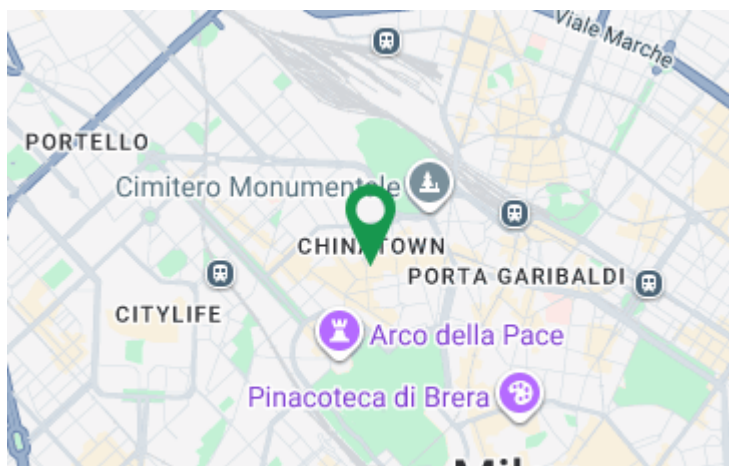 Viale Marche
PORTELLO
Cimitero Monumentale
CHINATOWN
PORTA GARIBALDI
CITYLIFE
Arco della Pace
Pinacoteca di Brera